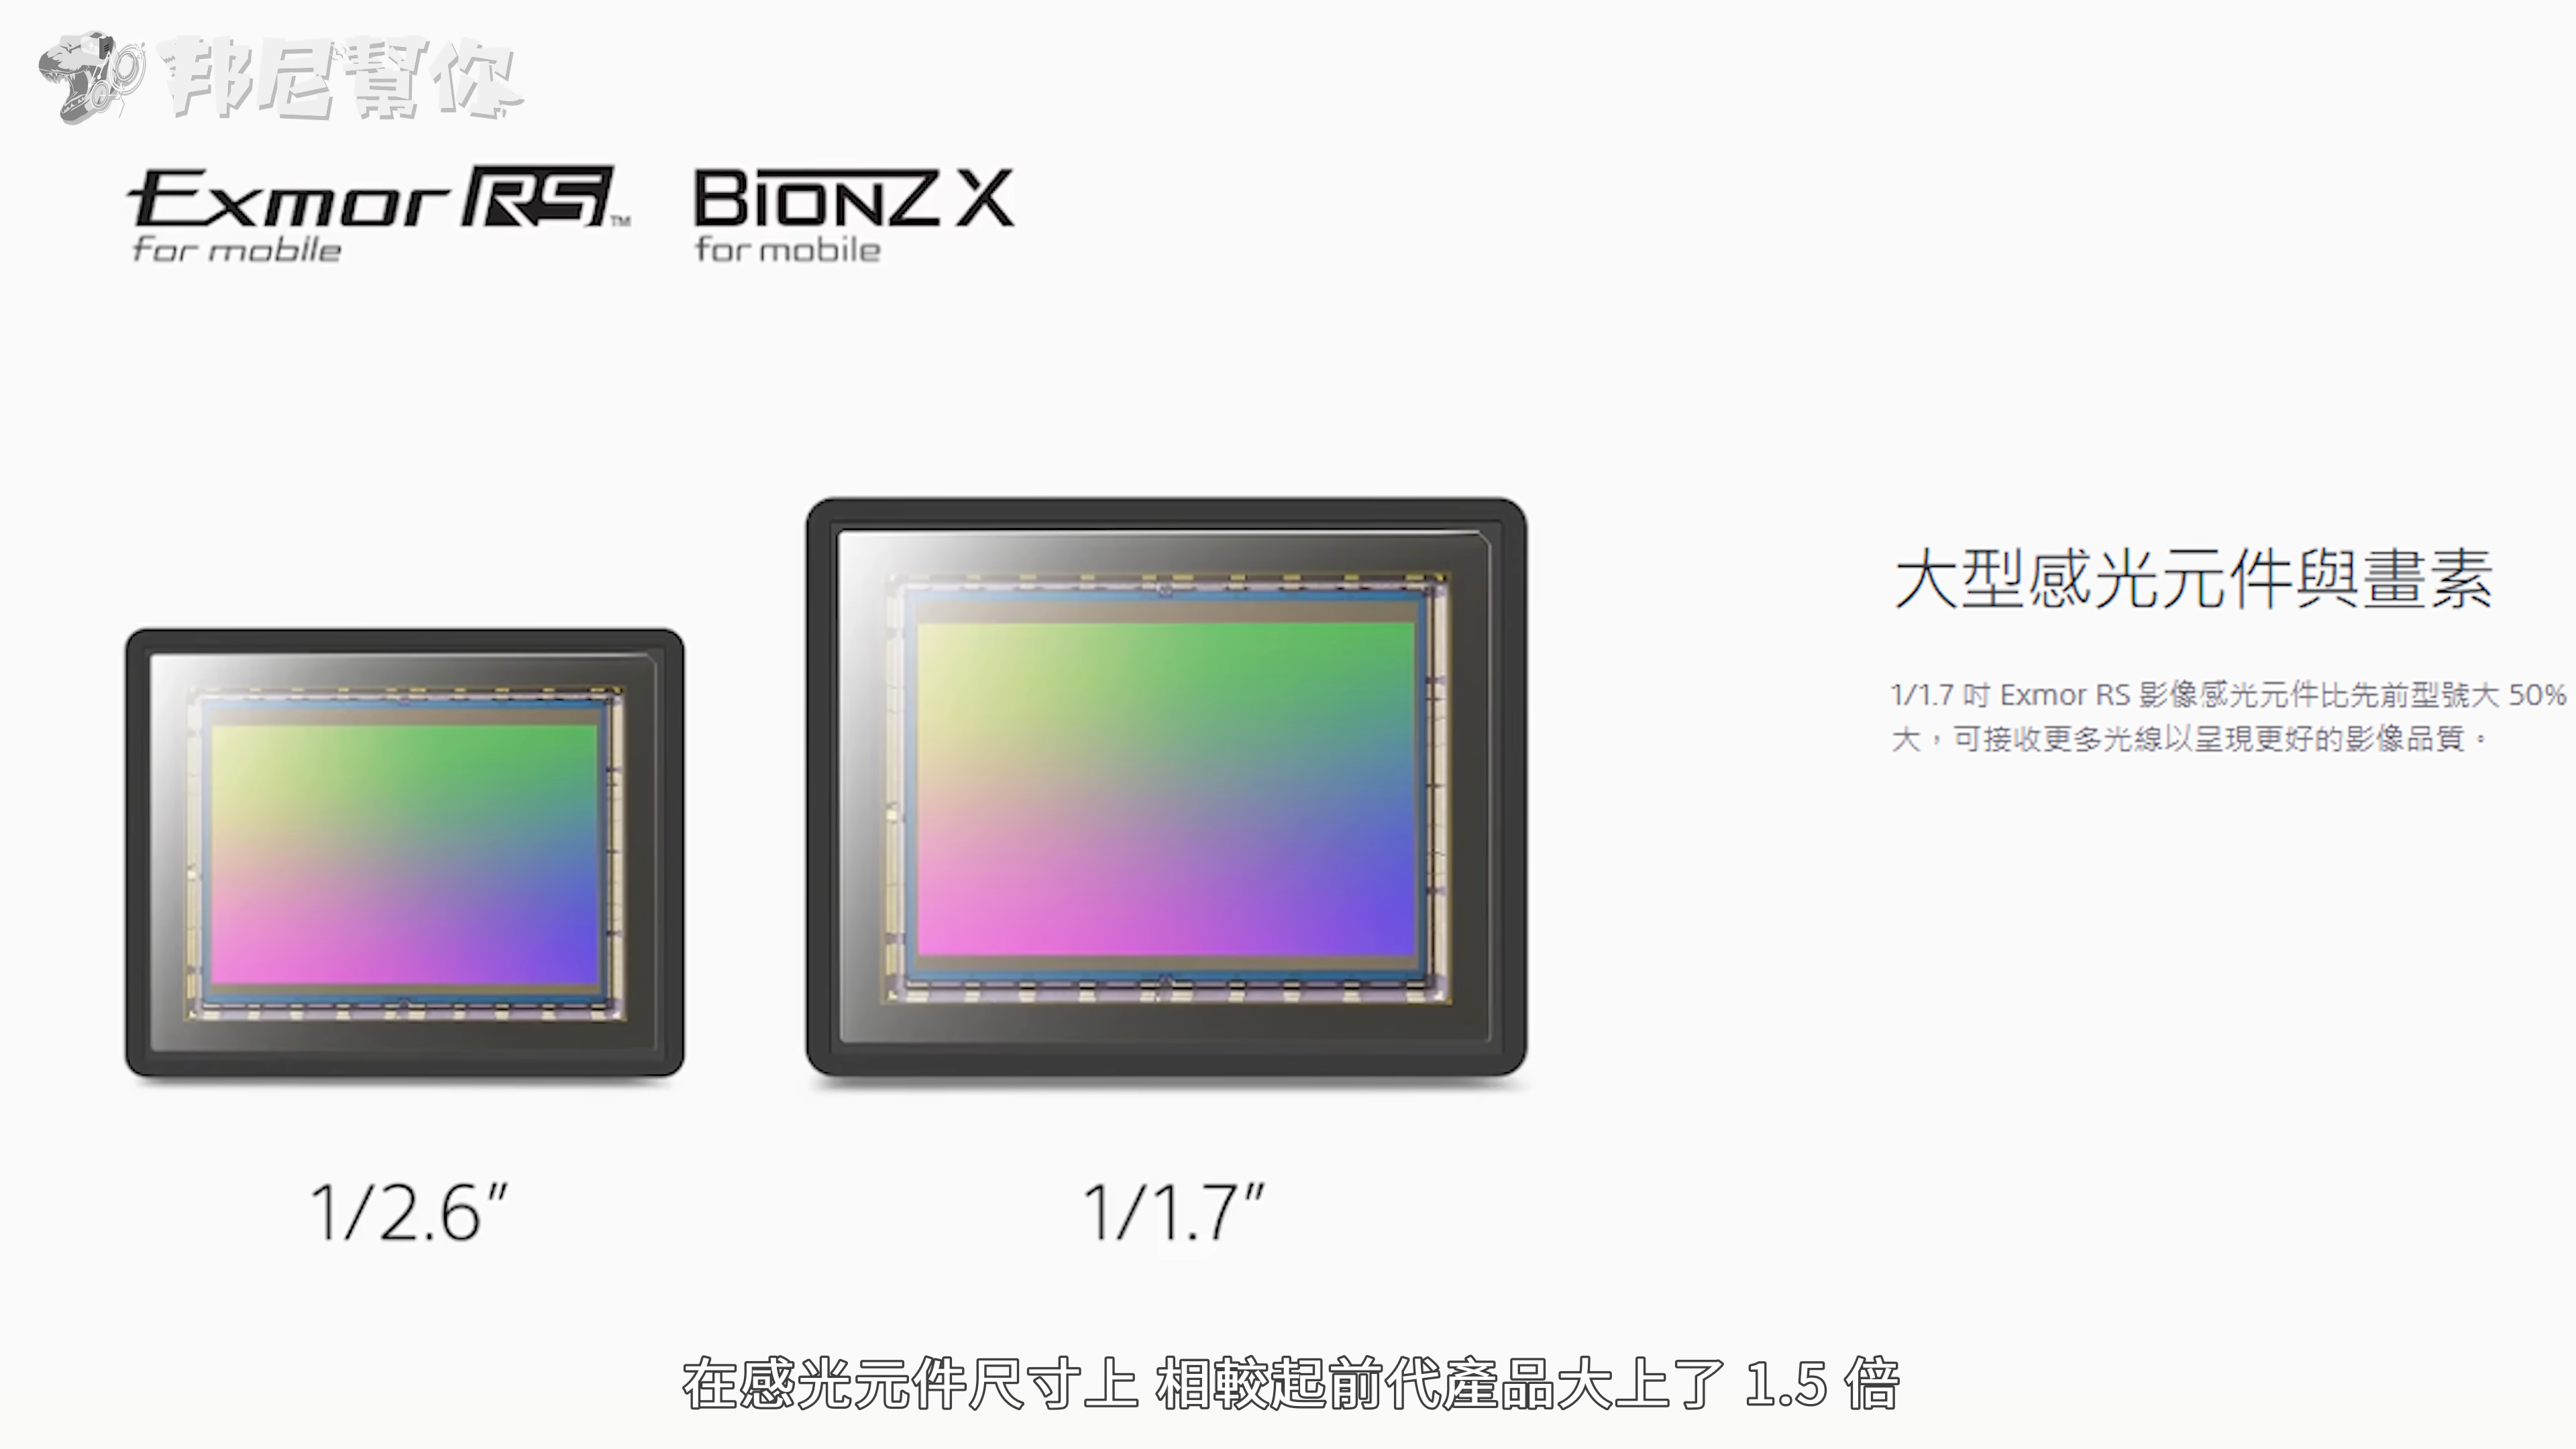 邦尼幫你
Exmor RS™ BIONZ X
for mobile for mobile
大型感光元件與畫素
1/1.7 吋 Exmor RS 影像感光元件比先前型號大 50%
大，可接收更多光線以呈現更好的影像品質。
1/2.6″ 1/1.7″
在感光元件尺寸上 相較起前代產品大上了 1.5 倍